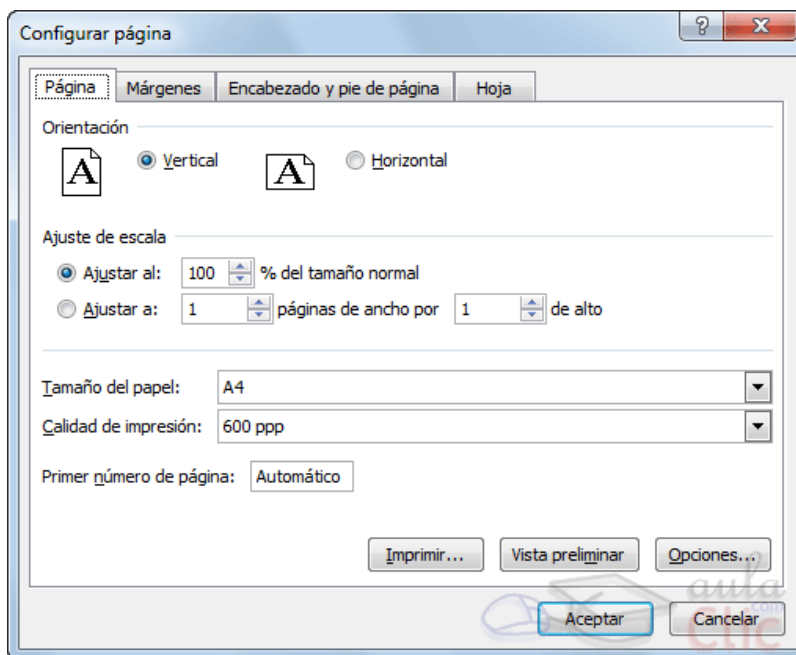 Configurar página
Página Márgenes Encabezado y pie de página Hoja
Orientación
A Vertical A Horizontal
Ajuste de escala
Ajustar al: 100 % del tamaño normal
Ajustar a: 1 páginas de ancho por 1 de alto
Tamaño del papel: A4
Calidad de impresión: 600 ppp
Primer número de página: Automático
Imprimir... Vista preliminar Opciones...
aula
.com
Aceptar Cancelar
Clic